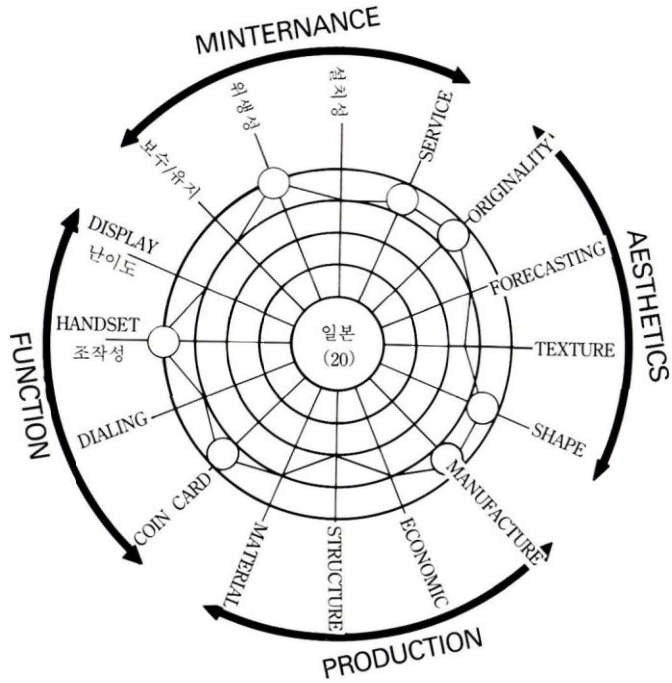 MINTERNANCE
보수/유지
위생성
설치성
SERVICE
ORIGINALITY
FORECASTING
TEXTURE
SHAPE
AESTHETICS
MANUFACTURE
ECONOMIC
STRUCTURE
MATERIAL
PRODUCTION
COIN CARD
DIALING
HANDSET
조작성
DISPLAY
난이도
FUNCTION
일본
(20)